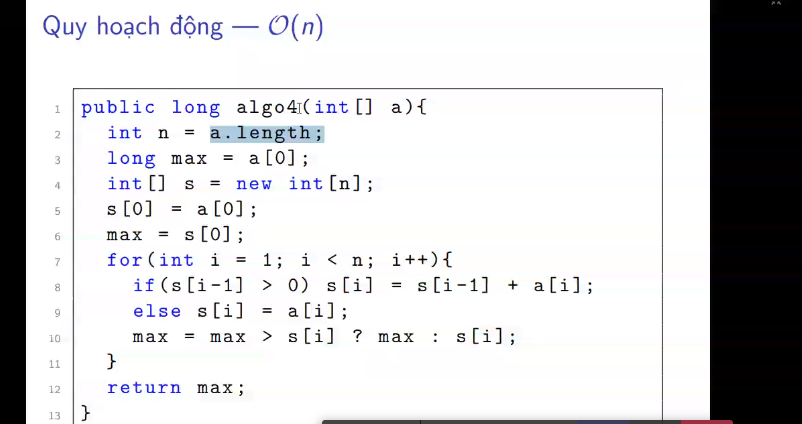 Quy hoạch động — O(n)
1 public long algo4(int[] a){
2 int n = a.length;
3 long max = a[0];
4 int[] s = new int[n];
5 s[0] = a[0];
6 max = s[0];
7 for(int i = 1; i < n; i++){
8 if(s[i-1] > 0) s[i] = s[i-1] + a[i];
9 else s[i] = a[i];
10 max = max > s[i] ? max : s[i];
11 }
12 return max;
13 }